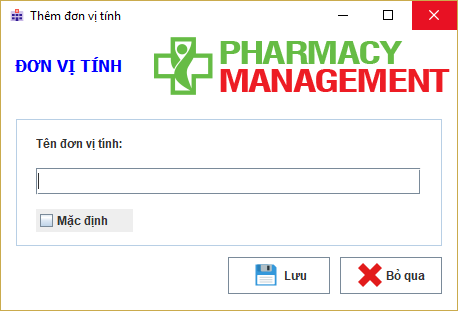 Thêm đơn vị tính
ĐƠN VỊ TÍNH
PHARMACY
MANAGEMENT
Tên đơn vị tính:
Mặc định
Lưu
Bỏ qua